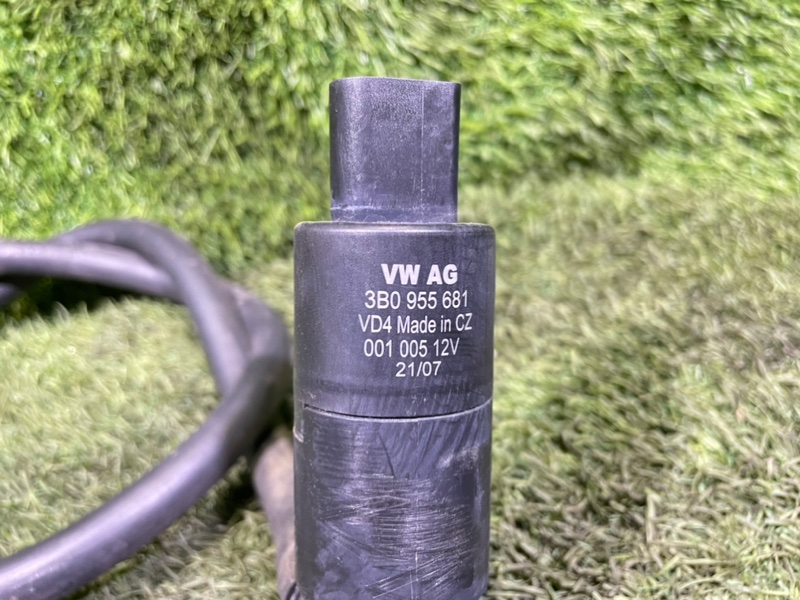 VW AG
3B0 955 681
VD4 Made in CZ
001 005 12V
21/07